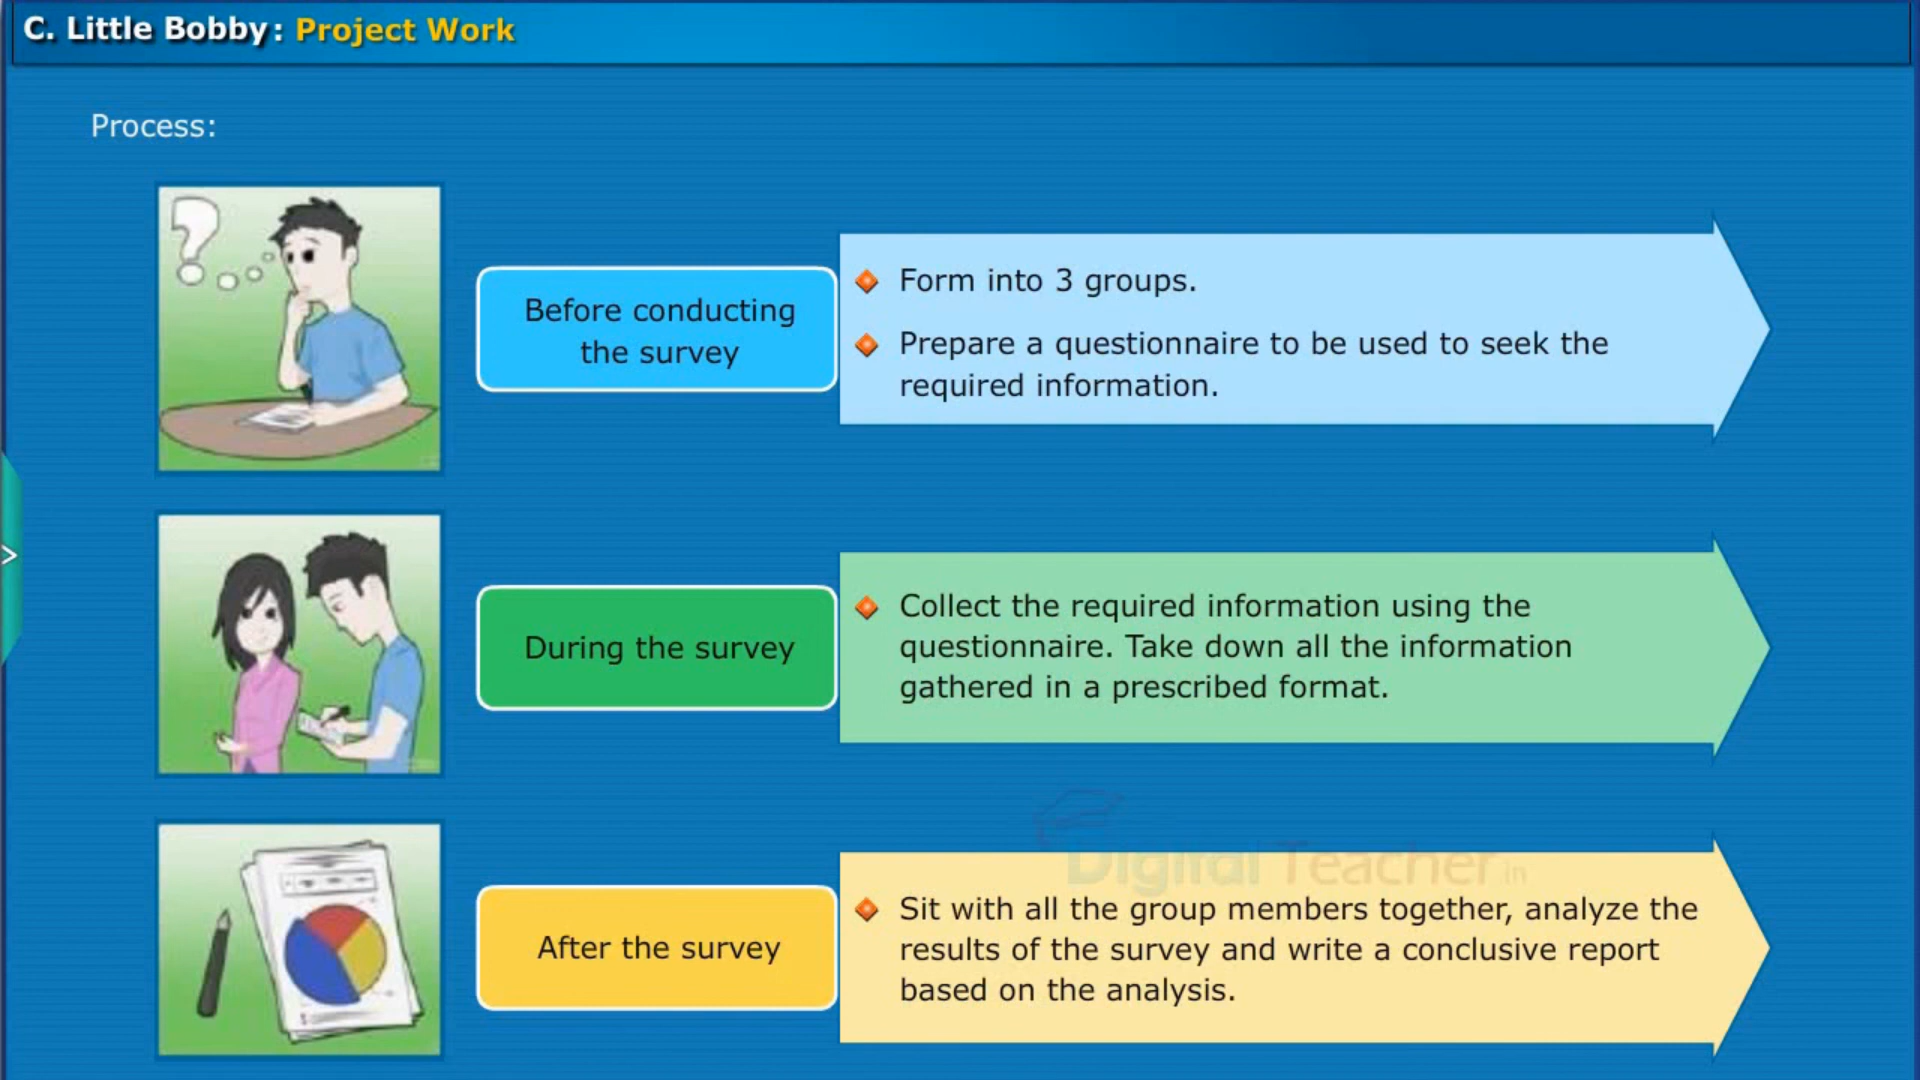 C. Little Bobby: Project Work
Process:
Before conducting
the survey
Form into 3 groups.
Prepare a questionnaire to be used to seek the
required information.
During the survey
Collect the required information using the
questionnaire. Take down all the information
gathered in a prescribed format.
Digital Teacher.in
After the survey
Sit with all the group members together, analyze the
results of the survey and write a conclusive report
based on the analysis.